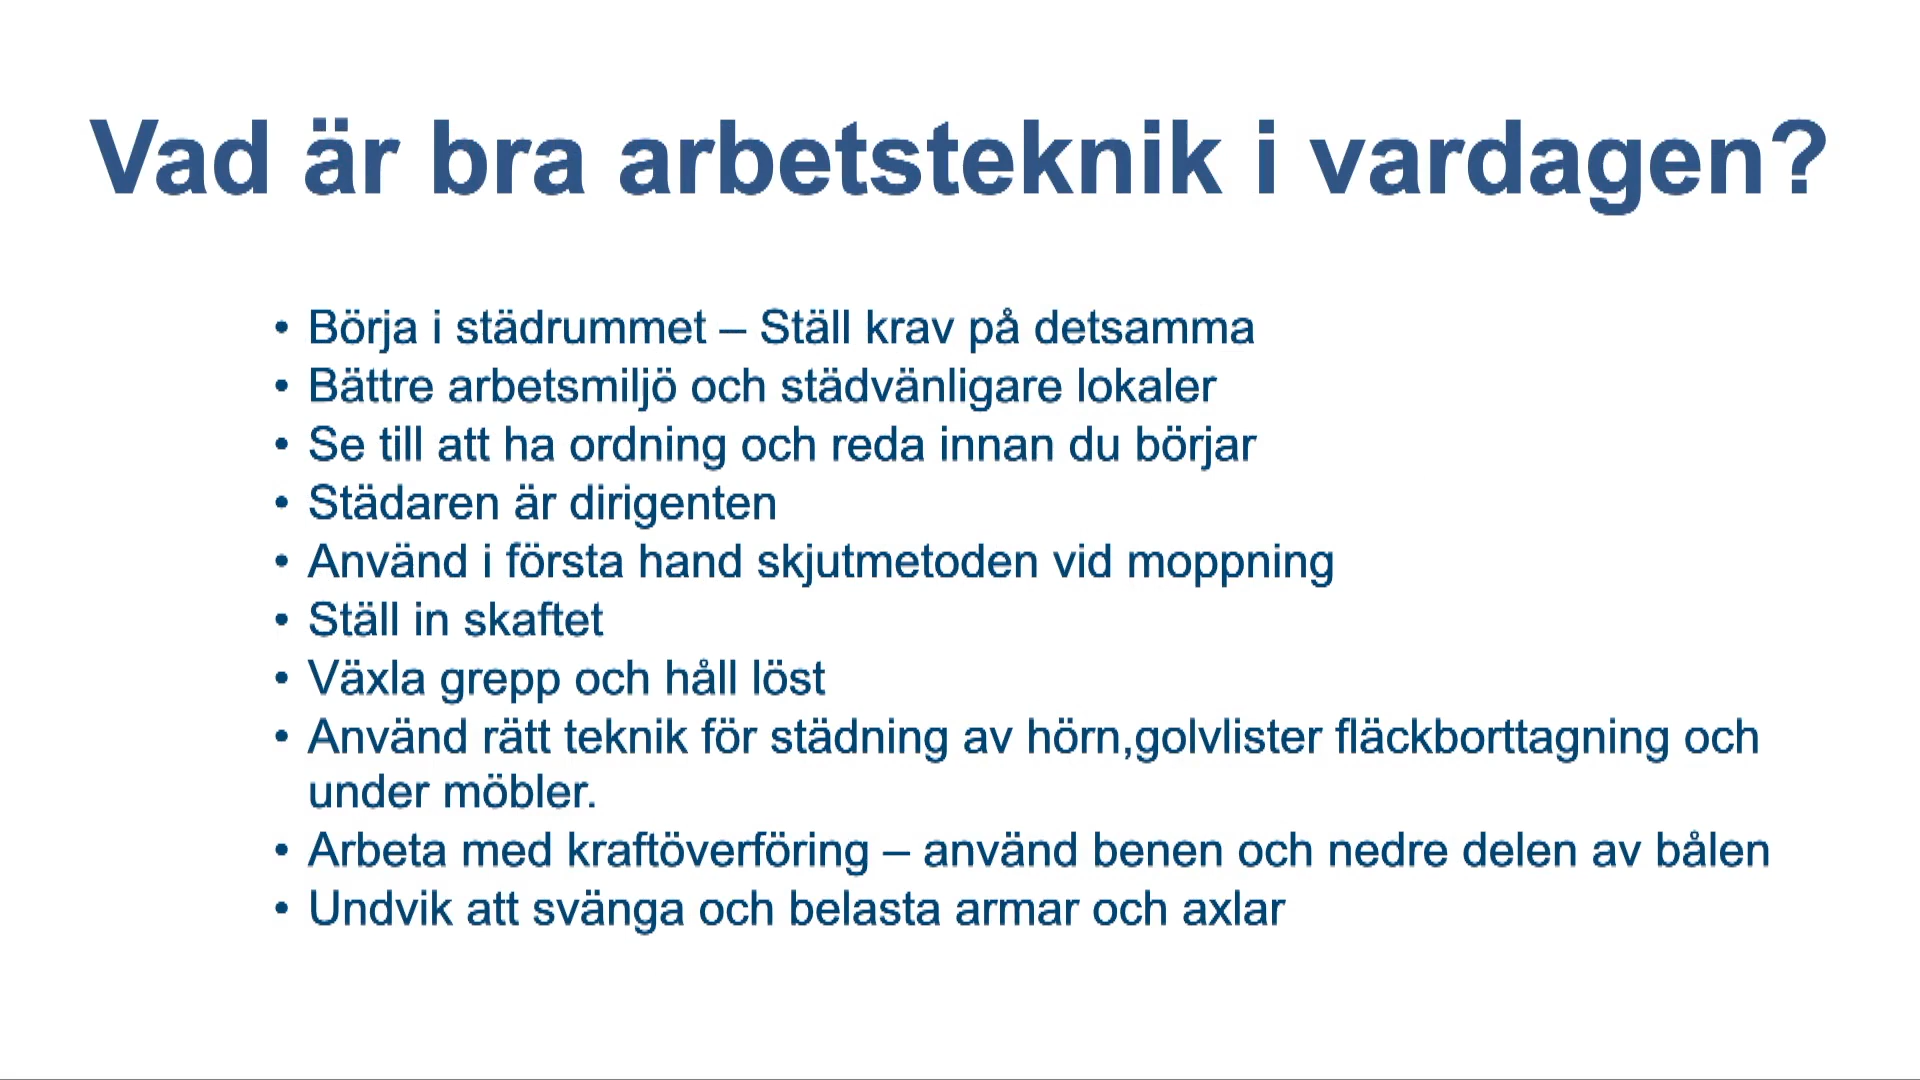 Vad är bra arbetsteknik i vardagen?
• Börja i städrummet – Ställ krav på detsamma
• Bättre arbetsmiljö och städvänligare lokaler
• Se till att ha ordning och reda innan du börjar
• Städaren är dirigenten
• Använd i första hand skjutmetoden vid moppning
• Ställ in skaftet
• Växla grepp och håll löst
• Använd rätt teknik för städning av hörn,golvlister fläckborttagning och
under möbler.
• Arbeta med kraftöverföring – använd benen och nedre delen av bålen
• Undvik att svänga och belasta armar och axlar